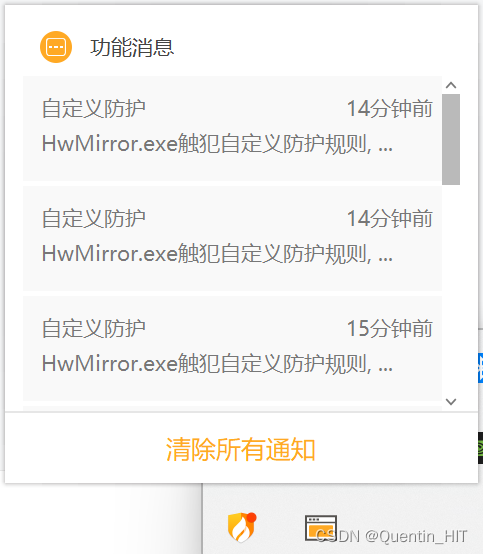 功能消息
自定义防护 14分钟前
HwMirror.exe触犯自定义防护规则, ...
自定义防护 14分钟前
HwMirror.exe触犯自定义防护规则, ...
自定义防护 15分钟前
HwMirror.exe触犯自定义防护规则, ...
清除所有通知
CSDN @Quentin_HIT